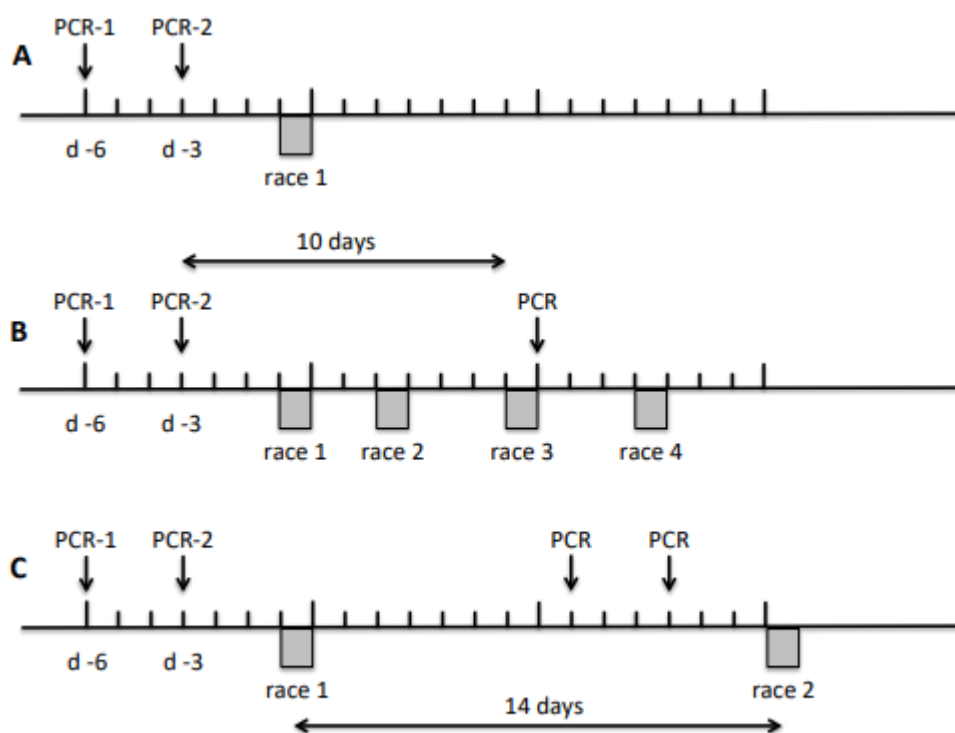 PCR-1 PCR-2
A
d -6 d -3
race 1
10 days
PCR-1 PCR-2 PCR
B
d -6 d -3
race 1 race 2 race 3 race 4
PCR-1 PCR-2 PCR PCR
C
d -6 d -3
race 1 race 2
14 days